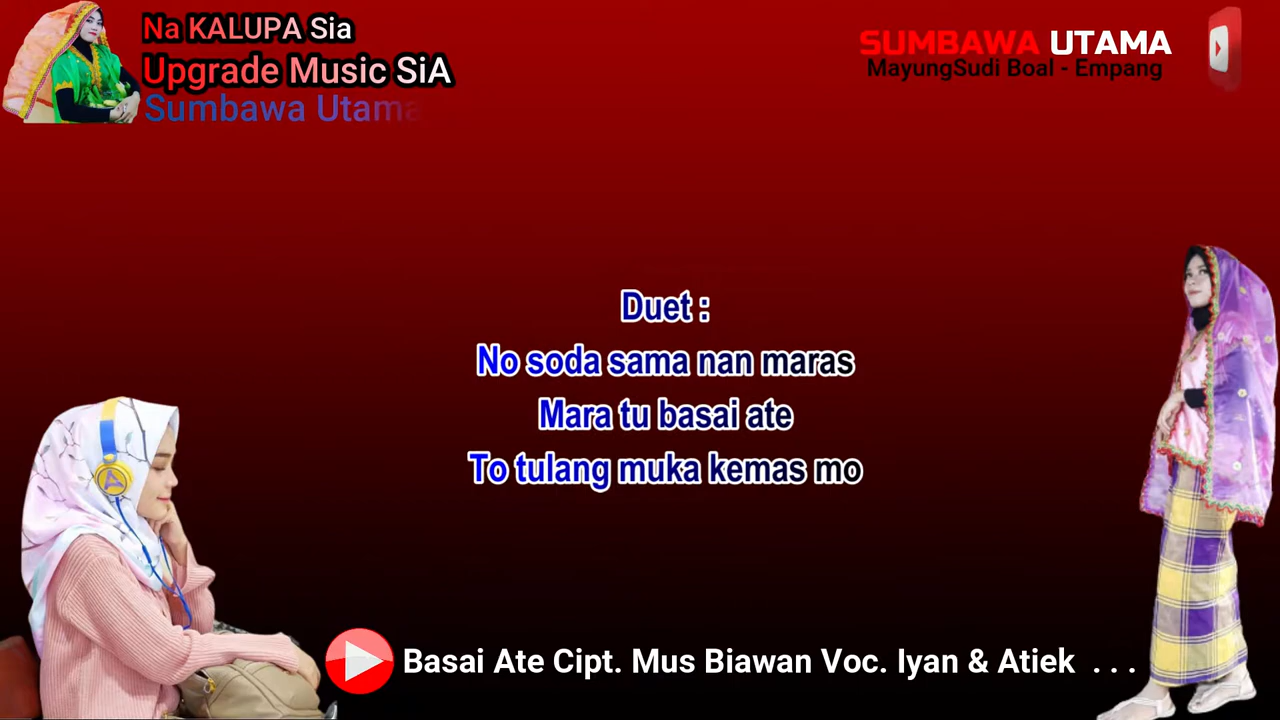 Na KALUPA Sia
Upgrade Music SiA
Sumbawa Utama
SUMBAWA UTAMA
MayungSudi Boal - Empang
Duet :
No soda sama nan maras
Mara tu basai ate
To tulang muka kemas mo
Basai Ate Cipt. Mus Biawan Voc. Iyan & Atiek . . .